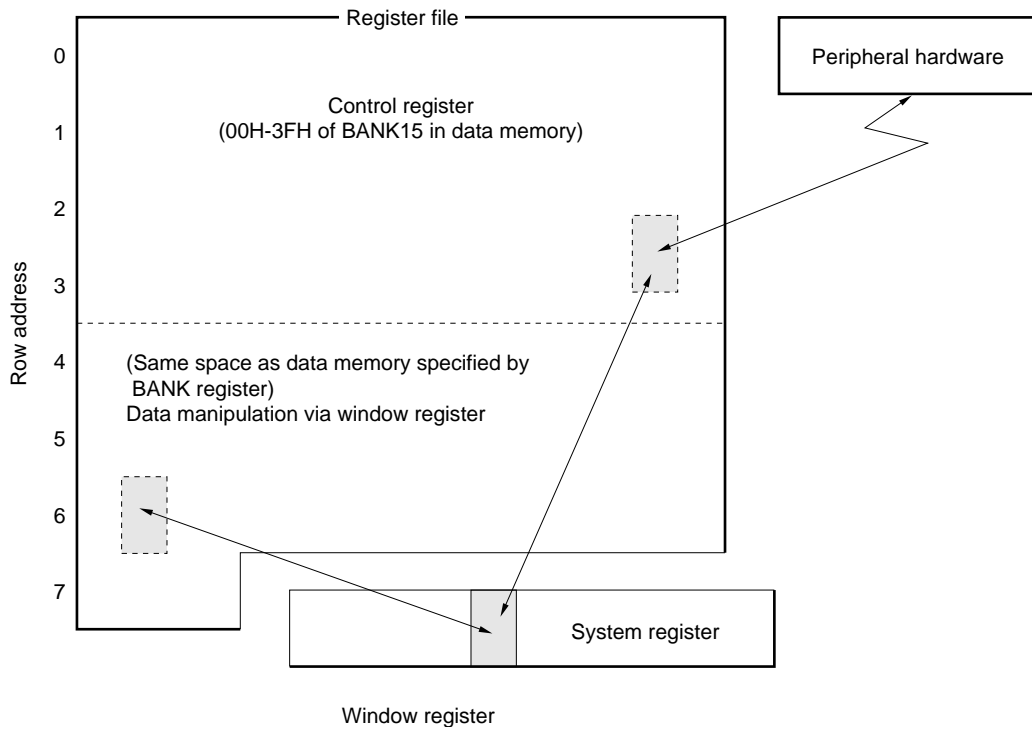 Register file
Peripheral hardware
Row address
0
1
2
3
4
5
6
7
Control register
(00H-3FH of BANK15 in data memory)
(Same space as data memory specified by
BANK register)
Data manipulation via window register
System register
Window register